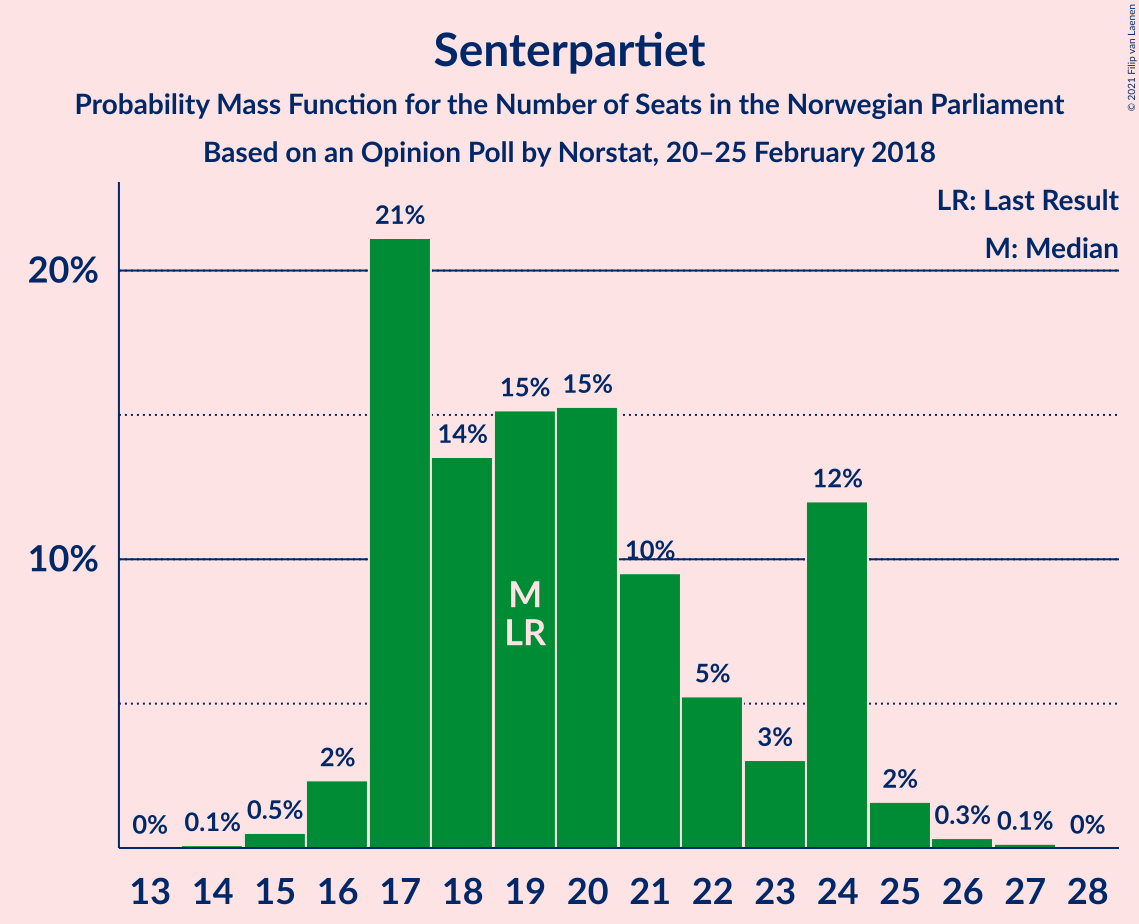 Senterpartiet
Probability Mass Function for the Number of Seats in the Norwegian Parliament
Based on an Opinion Poll by Norstat, 20–25 February 2018
© 2021 Filip van Laenen
LR: Last Result
M: Median
20%
10%
0%
0.1%
0.5%
2%
21%
14%
15%
15%
10%
5%
3%
12%
2%
0.3%
0.1%
0%
M
LR
13 14 15 16 17 18 19 20 21 22 23 24 25 26 27 28